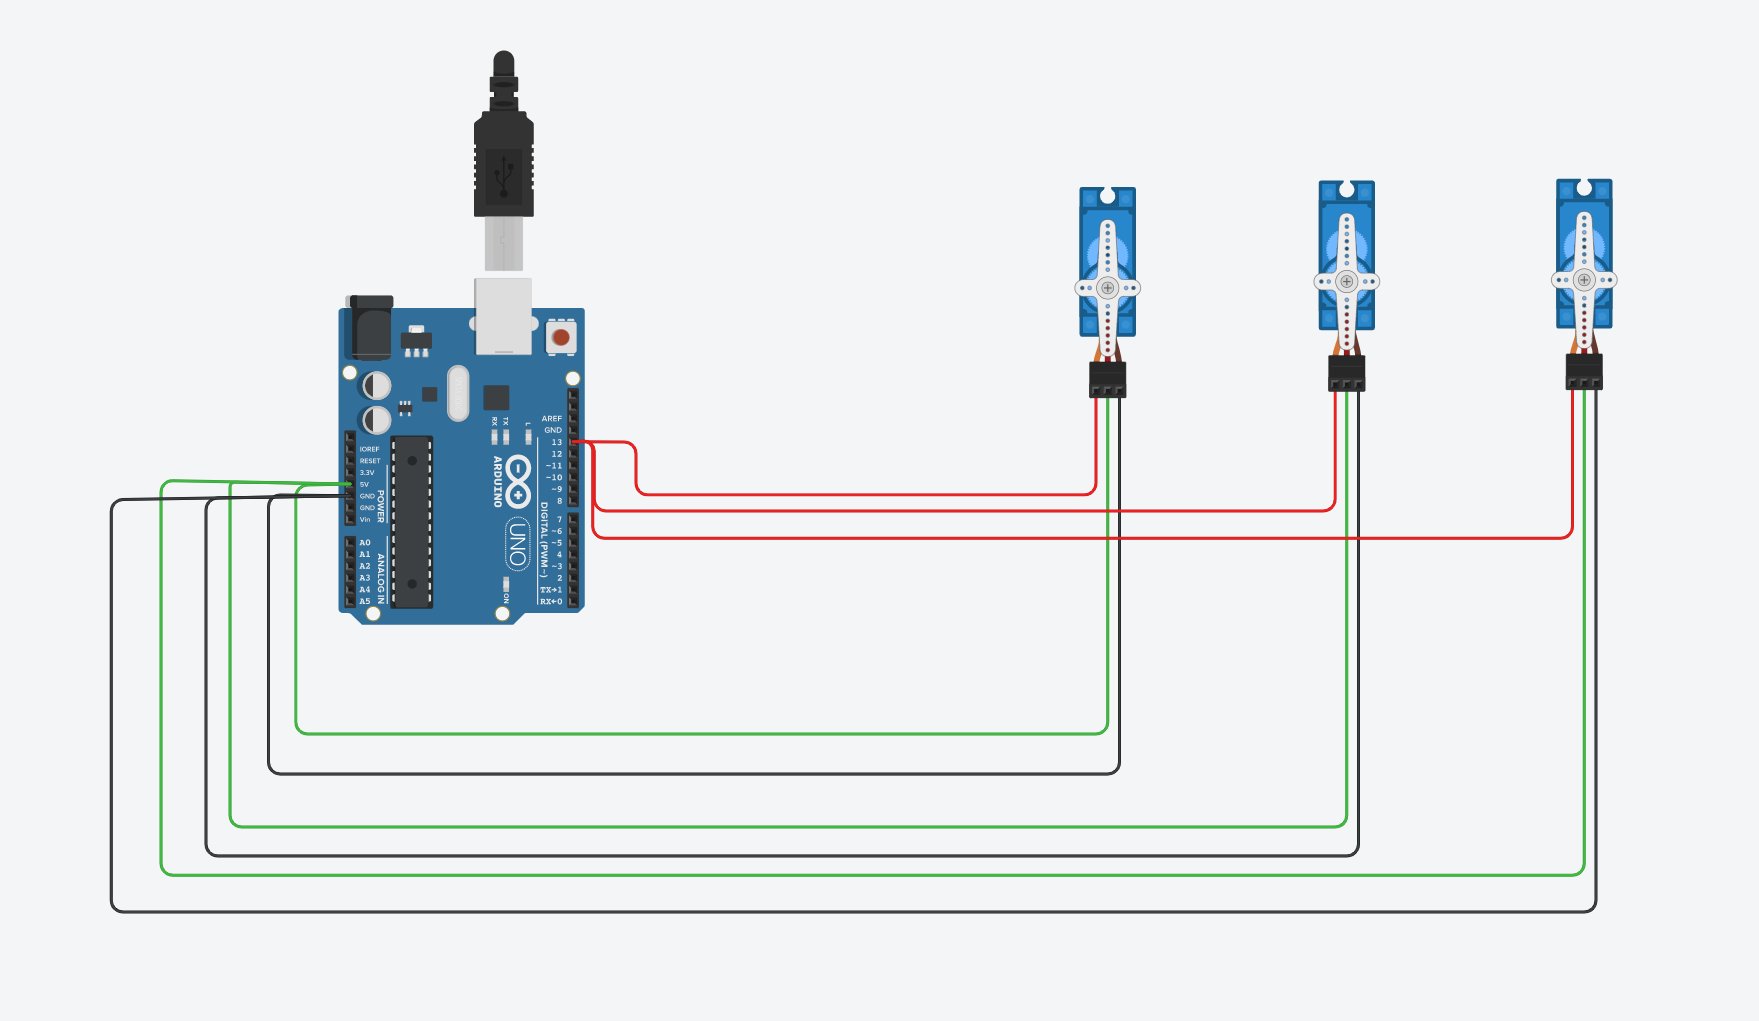 RX
TX
L
AREF
GND
13
12
~11
~10
~9
8
7
~6
~5
4
~3
2
TX→1
RX←0
IOREF
RESET
3.3V
5V
GND
GND
Vin
A0
A1
A2
A3
A4
A5
POWER
ANALOG IN
ARDUINO
UNO
DIGITAL (PWM~)
ON